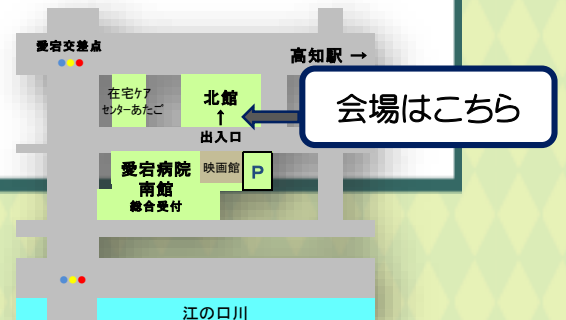 愛宕交差点
高知駅 →
在宅ケア
センターあたご
北館
↑
出入口
会場はこちら
愛宕病院
南館
総合受付
映画館
P
江の口川